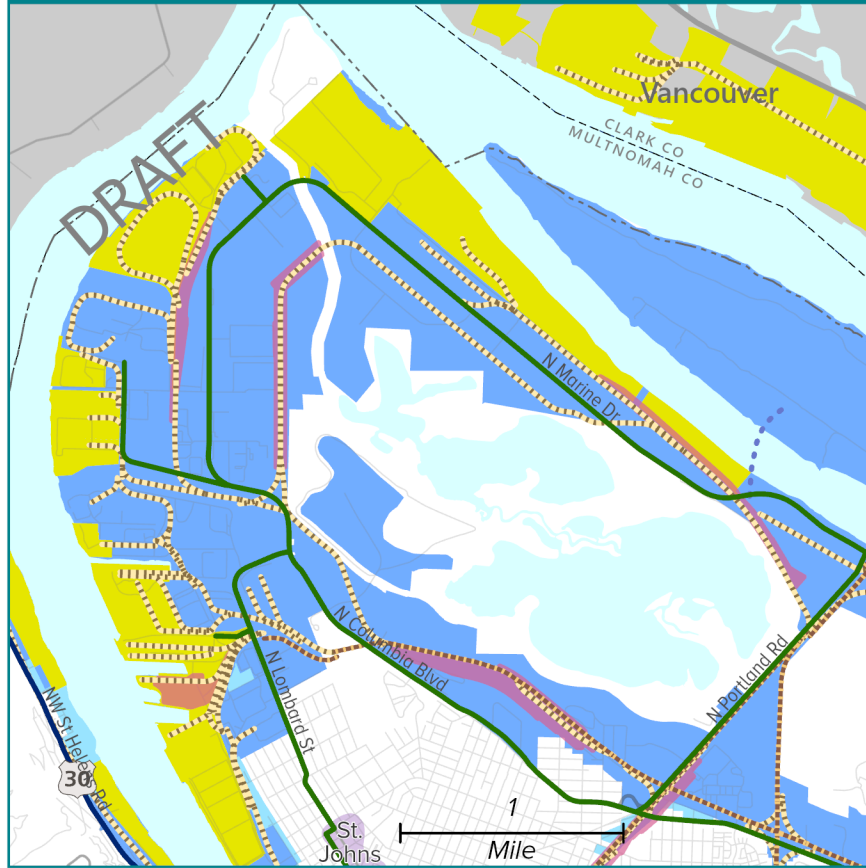 Vancouver
CLARK CO
MULTNOMAH CO
DRAFT
N Marine Dr
N Columbia Blvd
N Portland Rd
N Lombard St
NW St Helens Rd
30
St.
Johns
1
Mile